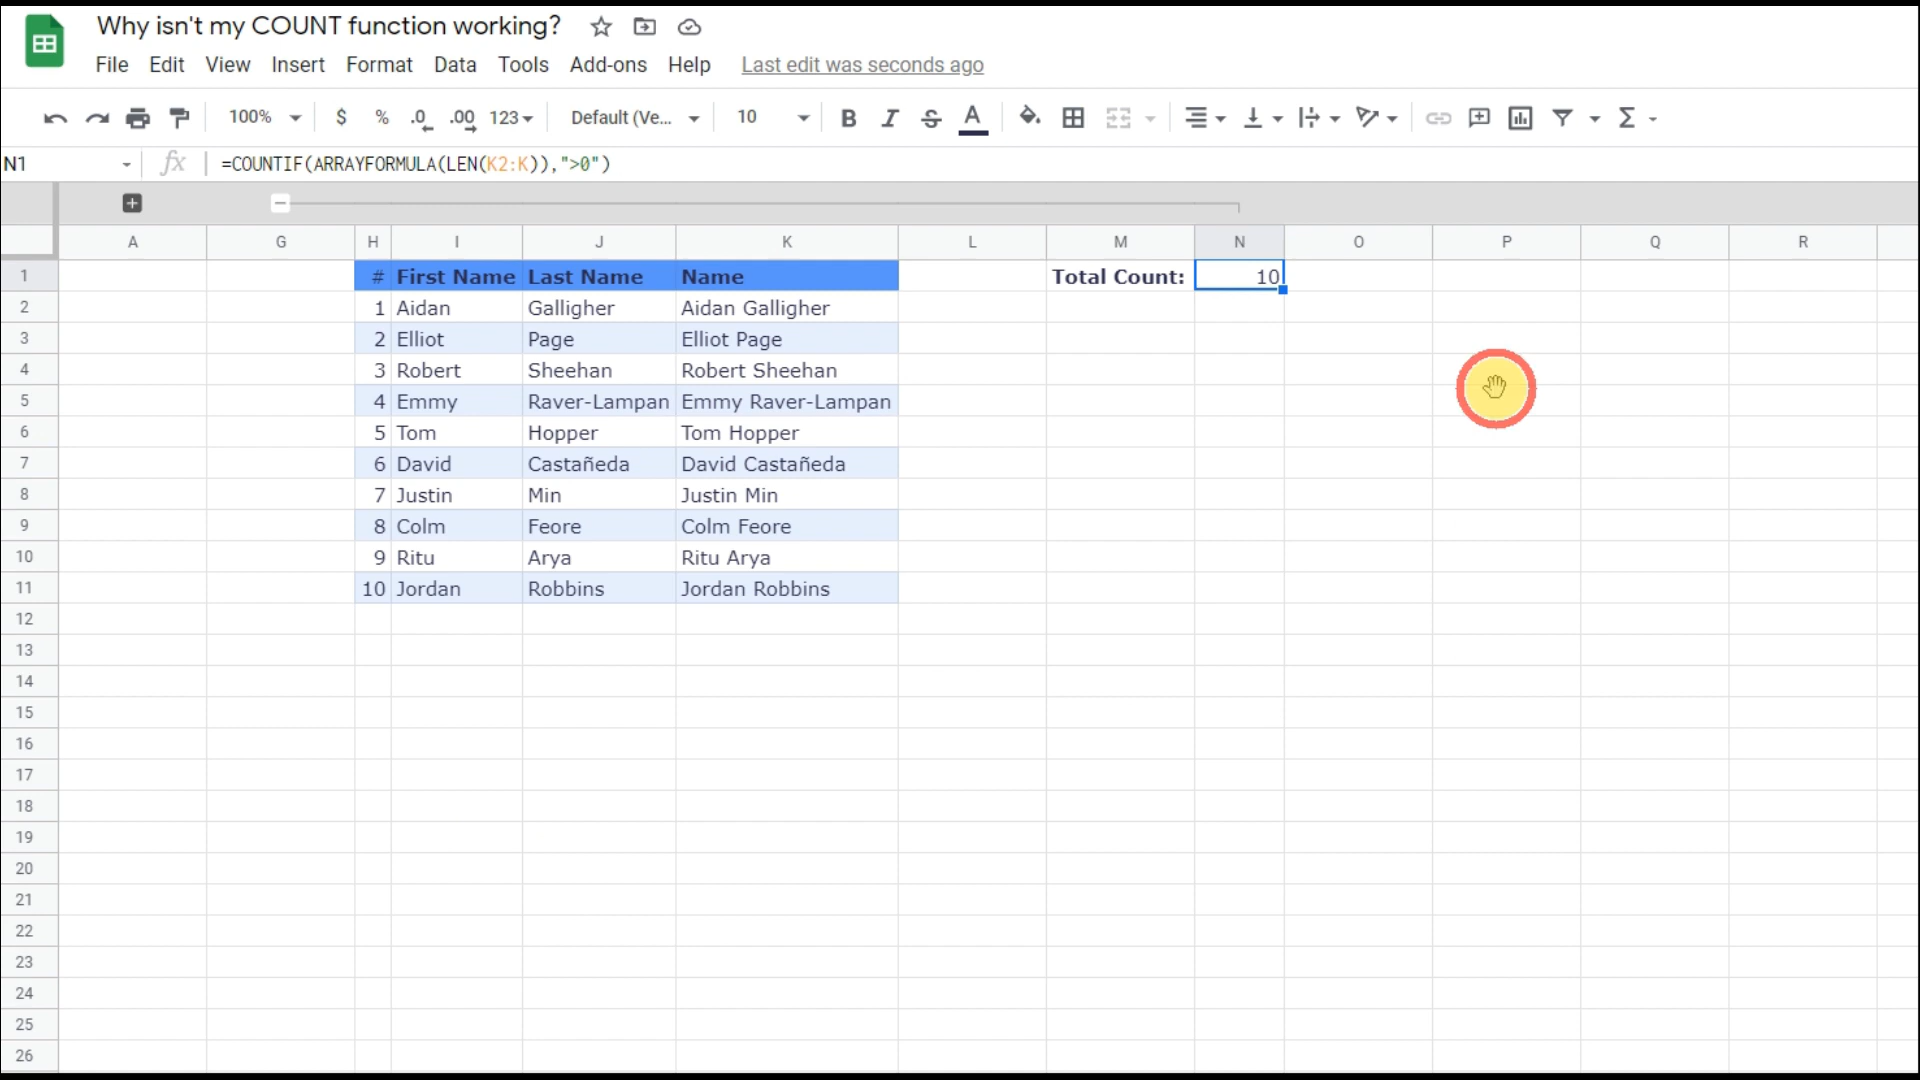 Why isn't my COUNT function working?
File Edit View Insert Format Data Tools Add-ons Help Last edit was seconds ago
100% $ % .0 .00 123 Default (Ve... 10 B I S A Σ
N1 fx =COUNTIF(ARRAYFORMULA(LEN(K2:K)),">0")
A G H I J K L M N O P Q R
1 # First Name Last Name Name Total Count: 10
2 1 Aidan Galligher Aidan Galligher
3 2 Elliot Page Elliot Page
4 3 Robert Sheehan Robert Sheehan
5 4 Emmy Raver-Lampan Emmy Raver-Lampan
6 5 Tom Hopper Tom Hopper
7 6 David Castañeda David Castañeda
8 7 Justin Min Justin Min
9 8 Colm Feore Colm Feore
10 9 Ritu Arya Ritu Arya
11 10 Jordan Robbins Jordan Robbins
12
13
14
15
16
17
18
19
20
21
22
23
24
25
26